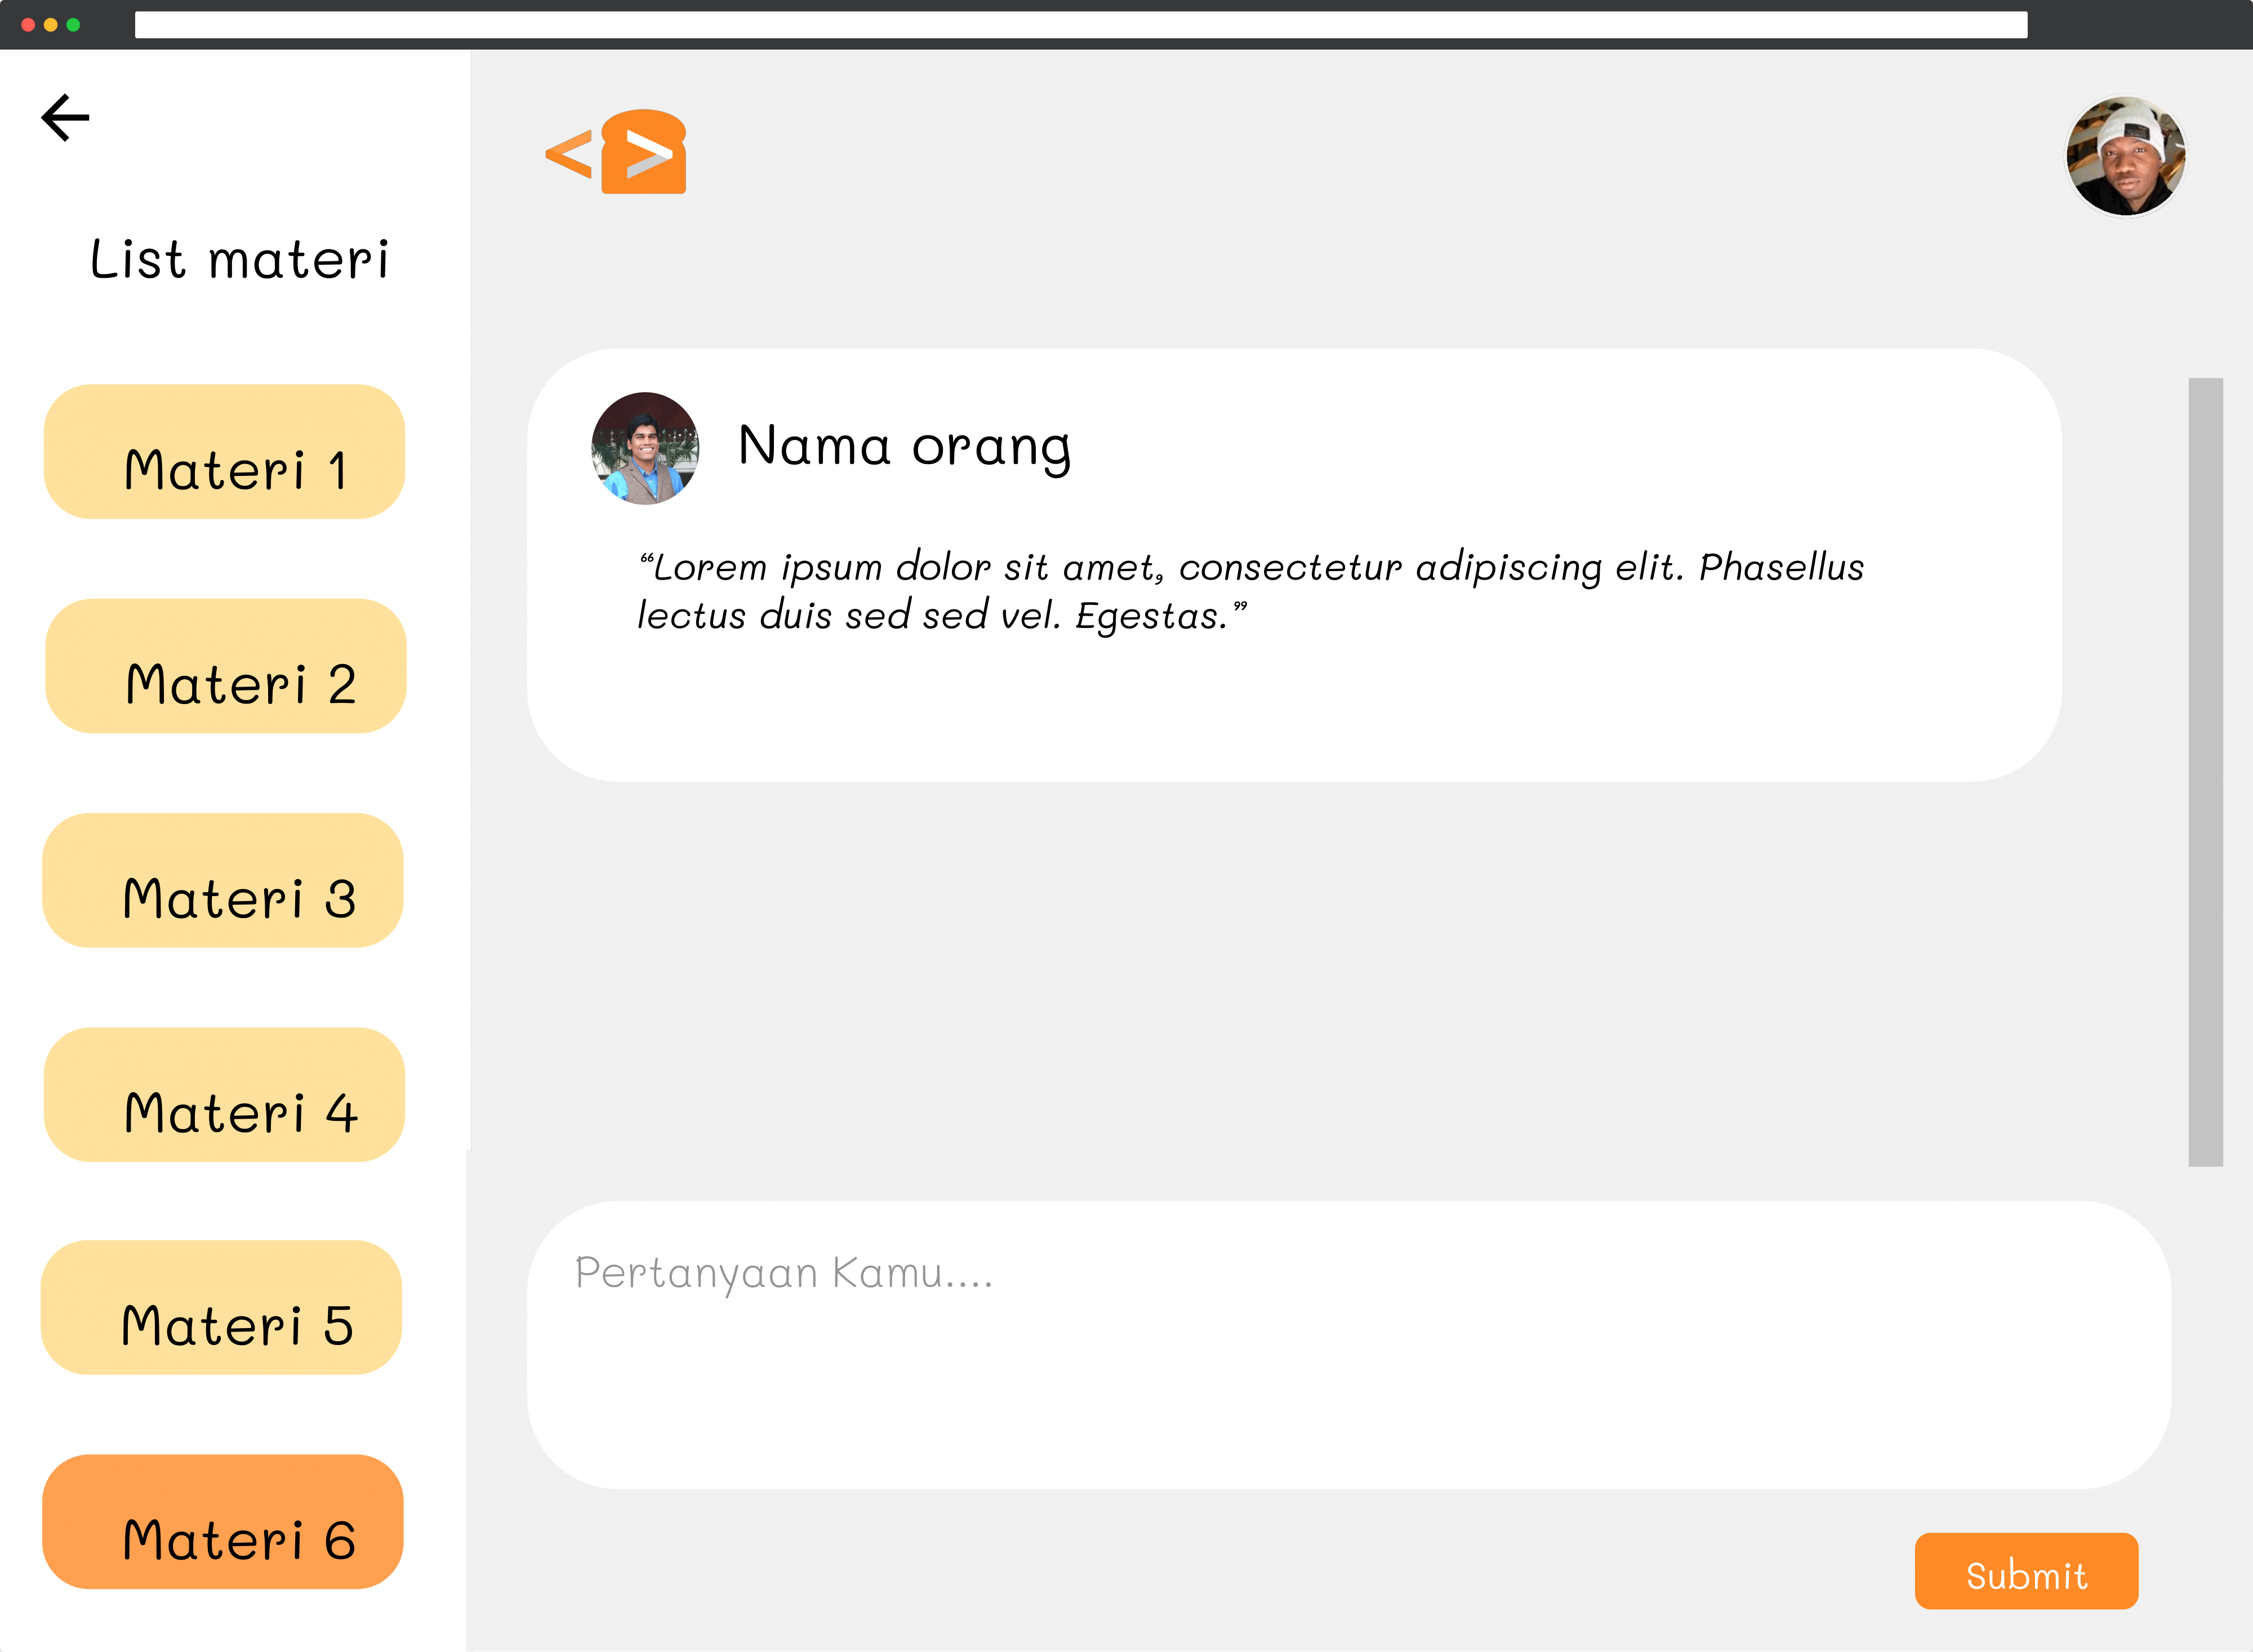 List materi
Materi 1
Materi 2
Materi 3
Materi 4
Materi 5
Materi 6
Nama orang
“Lorem ipsum dolor sit amet, consectetur adipiscing elit. Phasellus
lectus duis sed sed vel. Egestas.”
Pertanyaan Kamu....
Submit